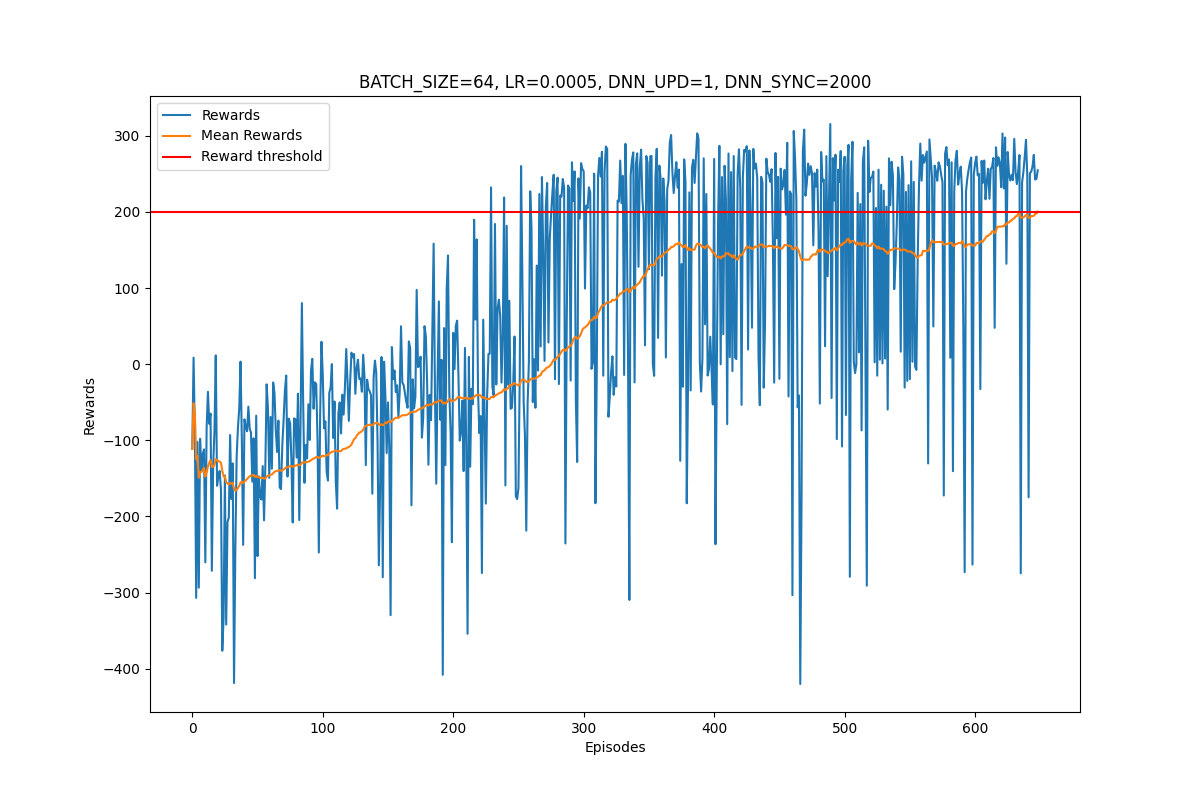 BATCH_SIZE=64, LR=0.0005, DNN_UPD=1, DNN_SYNC=2000
Rewards
Mean Rewards
Reward threshold
300
200
100
0
−100
−200
−300
−400
Rewards
0 100 200 300 400 500 600
Episodes